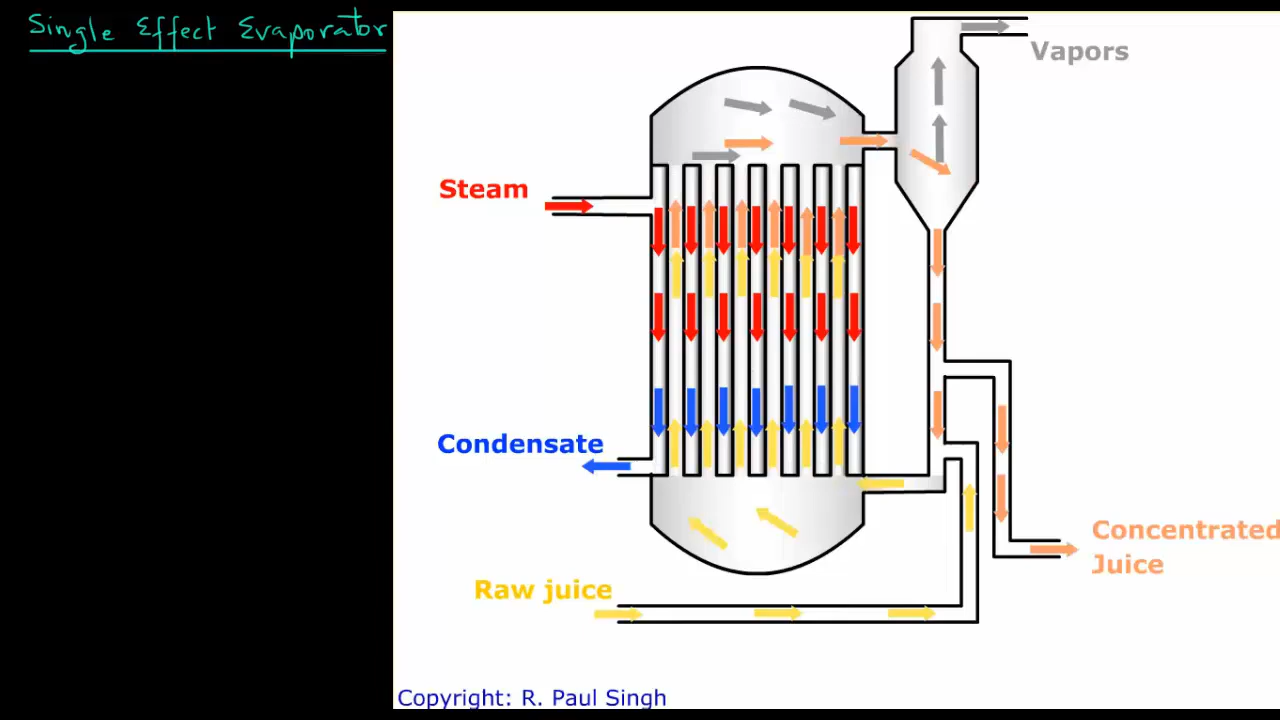 Single Effect Evaporator
Vapors
Steam
Condensate
Concentrated
Juice
Raw juice
Copyright: R. Paul Singh